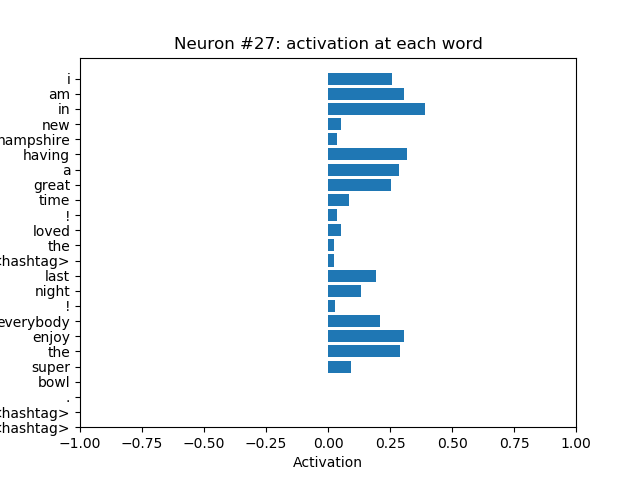 Neuron #27: activation at each word
i
am
in
new
hampshire
having
a
great
time
!
loved
the
<hashtag>
last
night
!
everybody
enjoy
the
super
bowl
.
<hashtag>
<hashtag>
−1.00 −0.75 −0.50 −0.25 0.00 0.25 0.50 0.75 1.00
Activation